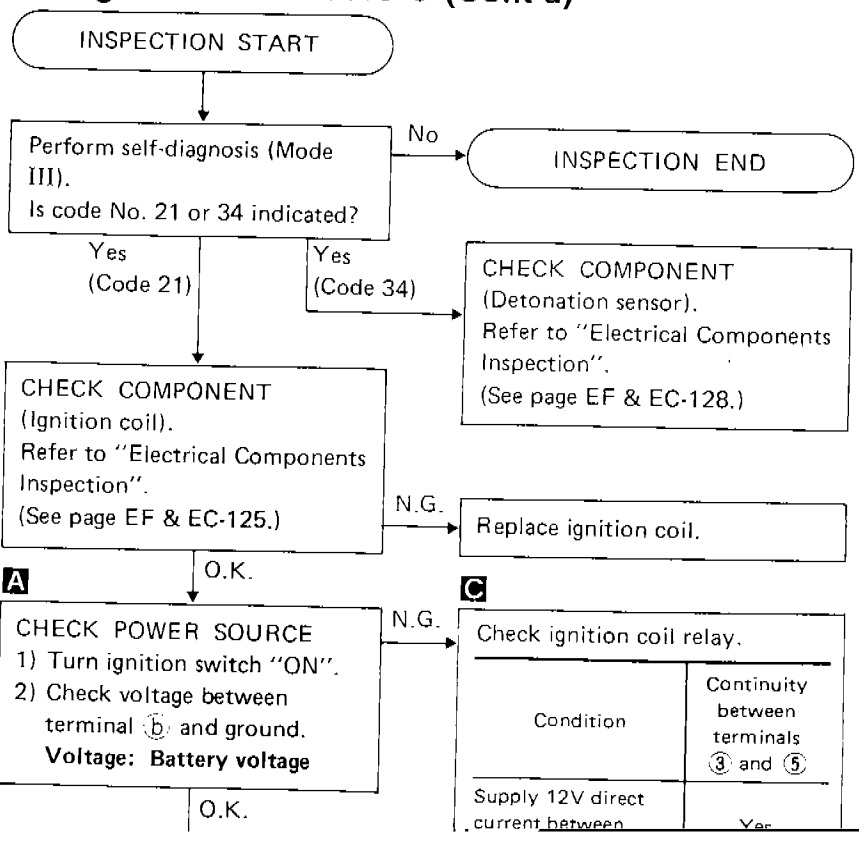 (Cont'd)
INSPECTION START
Perform self-diagnosis (Mode
III).
Is code No. 21 or 34 indicated?
No
INSPECTION END
Yes
(Code 21)
Yes
(Code 34)
CHECK COMPONENT
(Detonation sensor).
Refer to "Electrical Components
Inspection".
(See page EF & EC-128.)
CHECK COMPONENT
(Ignition coil).
Refer to "Electrical Components
Inspection".
(See page EF & EC-125.)
N.G.
Replace ignition coil.
O.K.
A
CHECK POWER SOURCE
1) Turn ignition switch "ON".
2) Check voltage between
terminal ⓑ and ground.
Voltage: Battery voltage
N.G.
O.K.
C
Check ignition coil relay.
Condition
Continuity
between
terminals
③ and ⑤
Supply 12V direct
current between
Yes